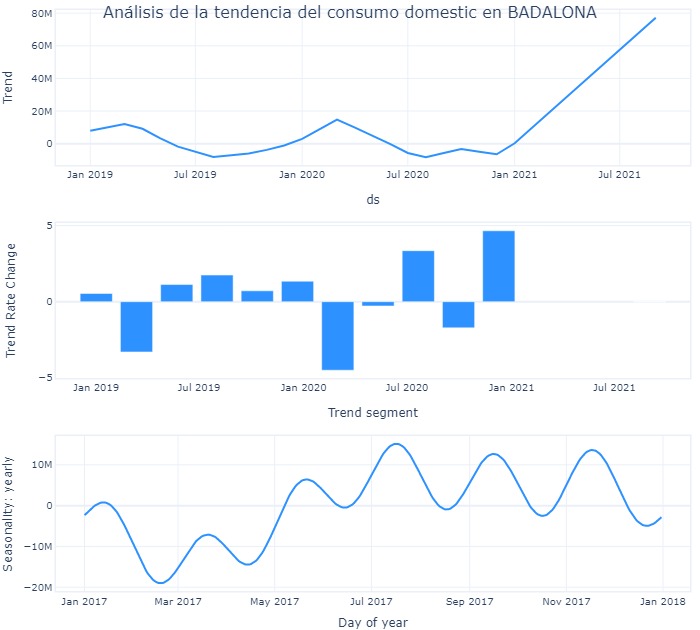 Análisis de la tendencia del consumo domestic en BADALONA
80M
60M
40M
20M
0
Trend
Jan 2019
Jul 2019
Jan 2020
Jul 2020
Jan 2021
Jul 2021
ds
5
0
−5
Trend Rate Change
Jan 2019
Jul 2019
Jan 2020
Jul 2020
Jan 2021
Jul 2021
Trend segment
10M
0
−10M
−20M
Seasonality: yearly
Jan 2017
Mar 2017
May 2017
Jul 2017
Sep 2017
Nov 2017
Jan 2018
Day of year